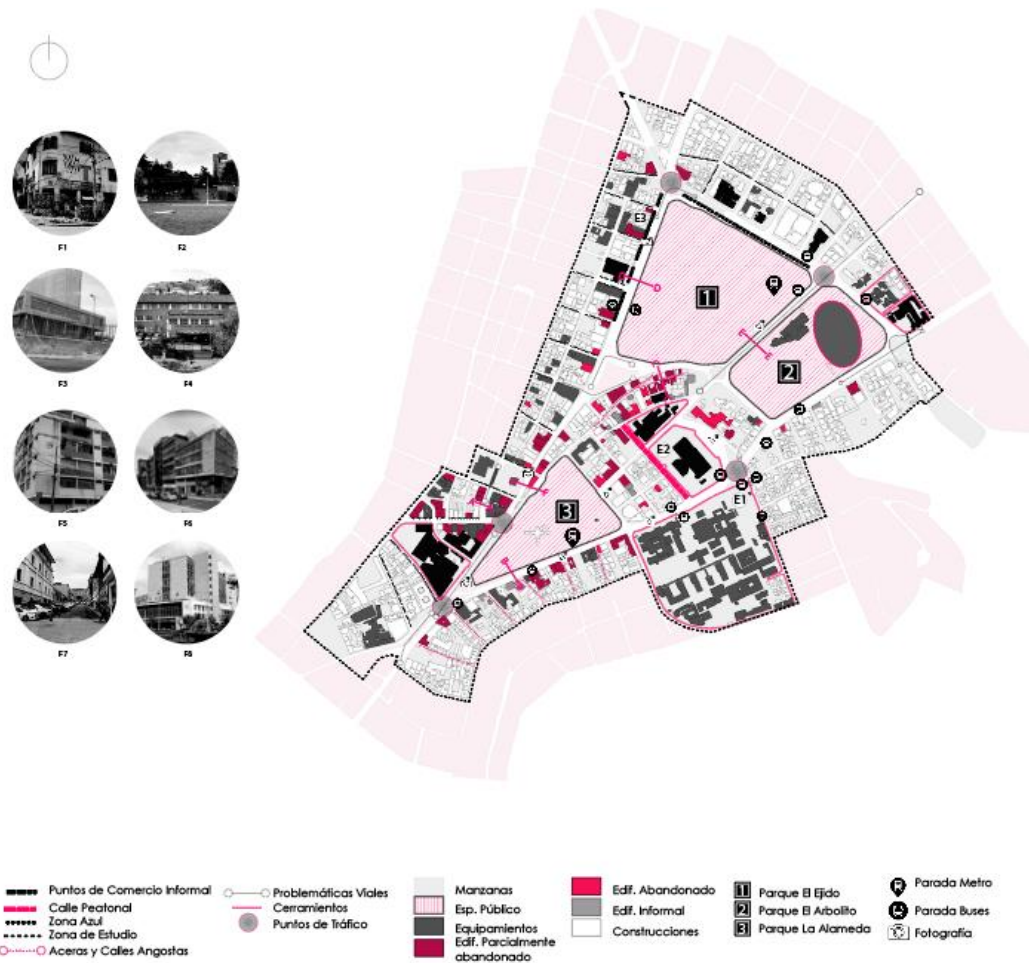 F1
F2
F3
F4
F5
F6
F7
F8
E3
1
2
E2
E1
3
Puntos de Comercio Informal
Calle Peatonal
Zona Azul
Zona de Estudio
Aceras y Calles Angostas
Problemáticas Viales
Cerramientos
Puntos de Tráfico
Manzanas
Esp. Público
Equipamientos
Edif. Parcialmente
abandonado
Edif. Abandonado
Edif. Informal
Construcciones
1 Parque El Ejido
2 Parque El Arbolito
3 Parque La Alameda
Parada Metro
Parada Buses
Fotografía